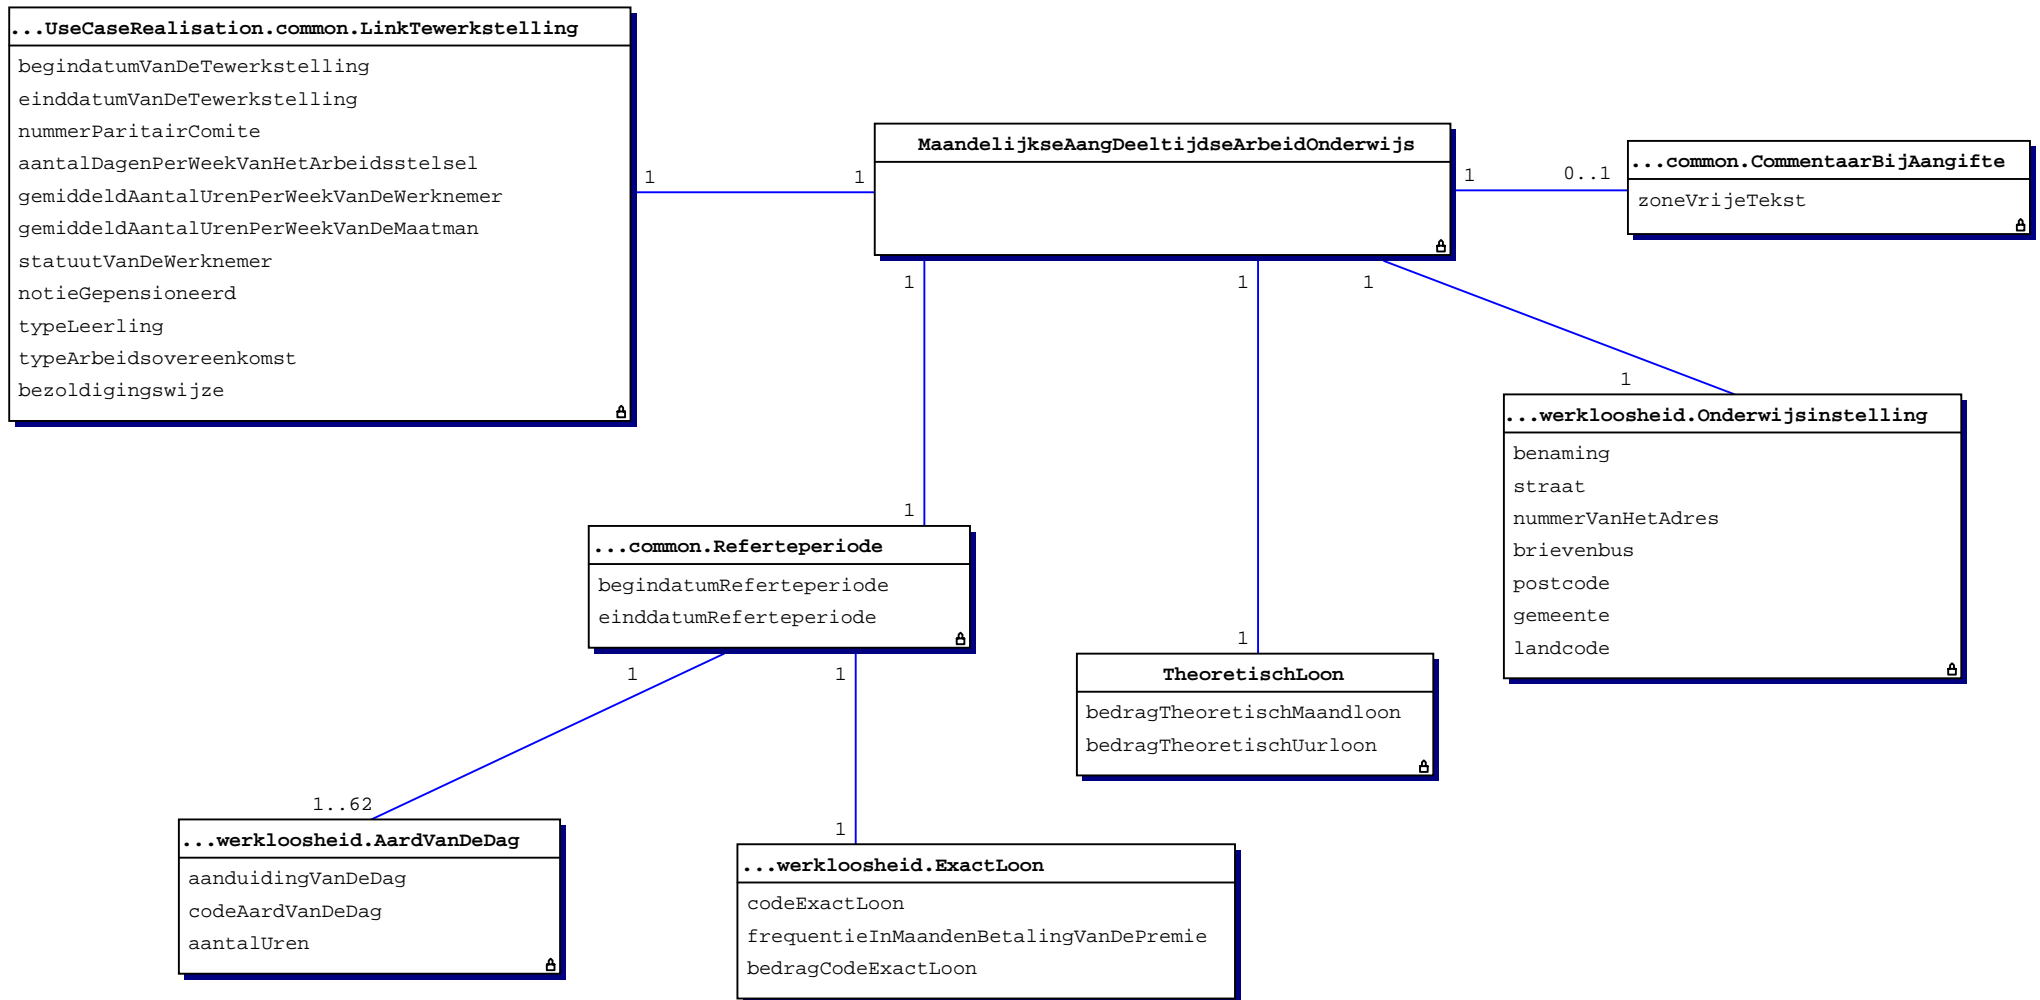 ...UseCaseRealisation.common.LinkTewerkstelling
begindatumVanDeTewerkstelling
einddatumVanDeTewerkstelling
nummerParitairComite
aantalDagenPerWeekVanHetArbeidsstelsel
gemiddeldAantalUrenPerWeekVanDeWerknemer
gemiddeldAantalUrenPerWeekVanDeMaatman
statuutVanDeWerknemer
notieGepensioneerd
typeLeerling
typeArbeidsovereenkomst
bezoldigingswijze
1
1
MaandelijkseAangDeeltijdseArbeidOnderwijs
1
0..1
...common.CommentaarBijAangifte
zoneVrijeTekst
1
1
1
1
...werkloosheid.Onderwijsinstelling
benaming
straat
nummerVanHetAdres
brievenbus
postcode
gemeente
landcode
1
...common.Referteperiode
begindatumReferteperiode
einddatumReferteperiode
1
TheoretischLoon
bedragTheoretischMaandloon
bedragTheoretischUurloon
1
1
1..62
...werkloosheid.AardVanDeDag
aanduidingVanDeDag
codeAardVanDeDag
aantalUren
1
...werkloosheid.ExactLoon
codeExactLoon
frequentieInMaandenBetalingVanDePremie
bedragCodeExactLoon